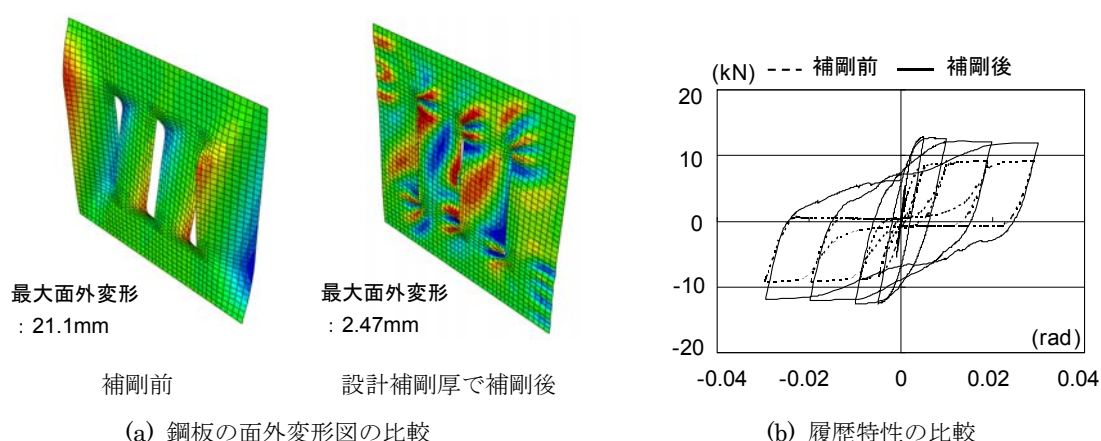 最大面外変形
：21.1mm
補剛前
最大面外変形
：2.47mm
設計補剛厚で補剛後
(a) 鋼板の面外変形図の比較
(kN) 補剛前 補剛後
20
10
0
-10
-20
(rad)
-0.04 -0.02 0 0.02 0.04
(b) 履歴特性の比較